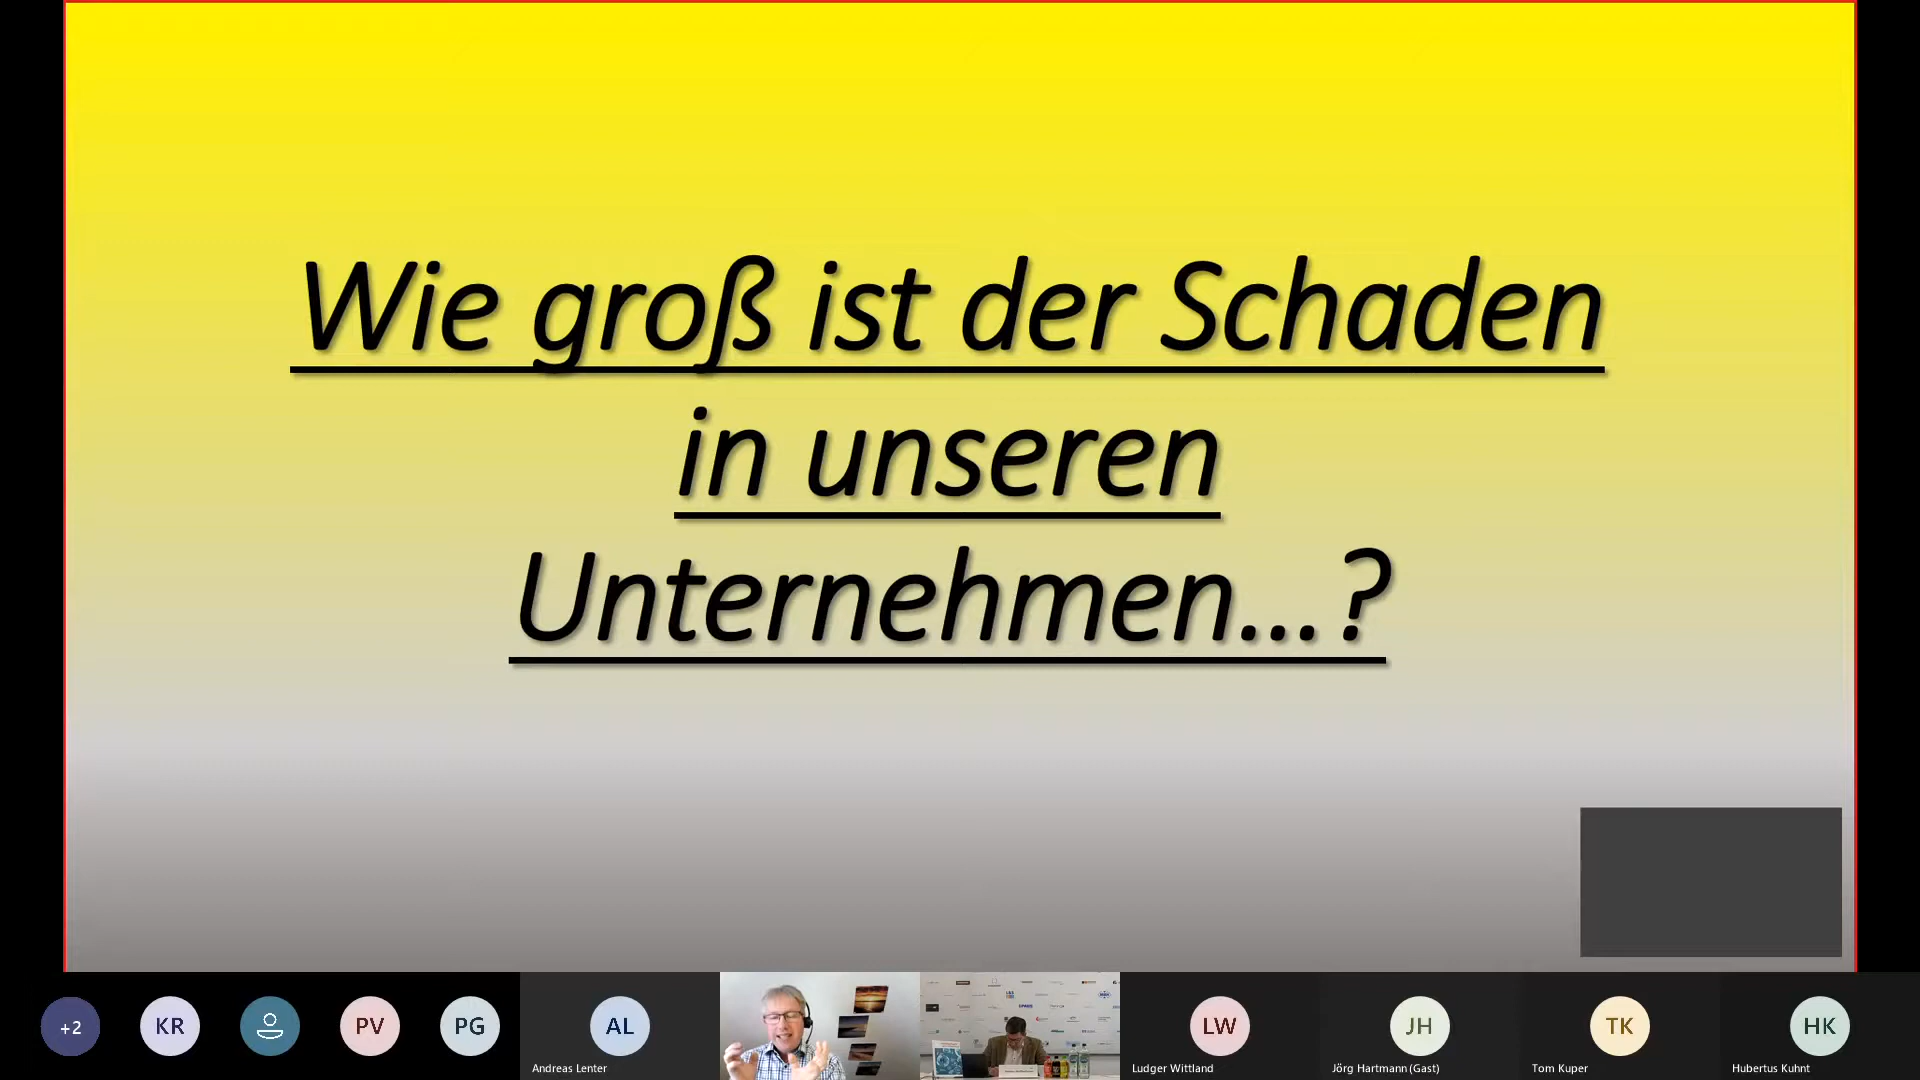 Wie groß ist der Schaden
in unseren
Unternehmen...?
+2
KR
PV
PG
AL
Andreas Lenter
LW
Ludger Wittland
JH
Jörg Hartmann (Gast)
TK
Tom Kuper
HK
Hubertus Kuhnt